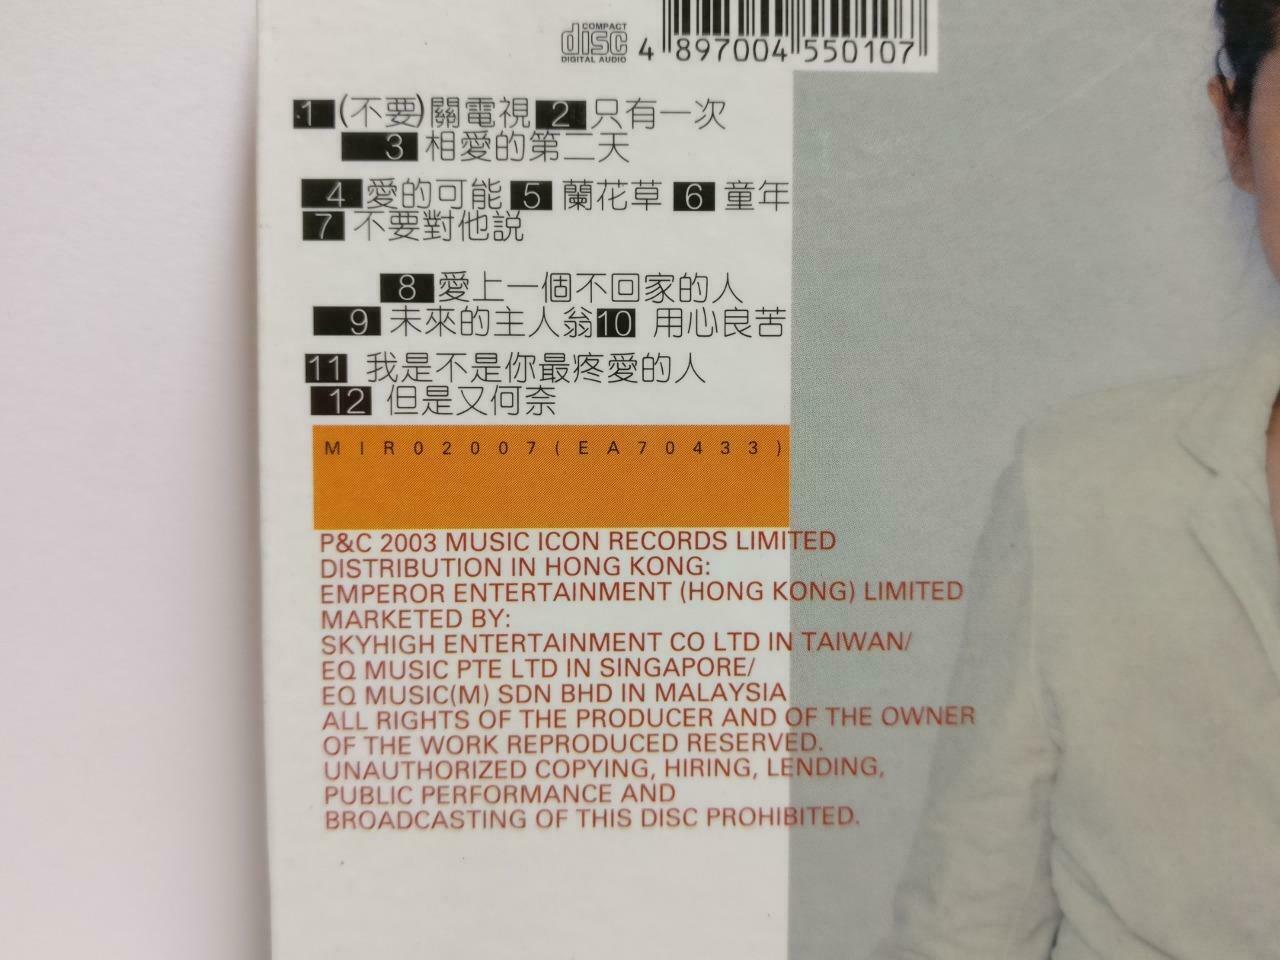 COMPACT
disc
DIGITAL AUDIO
4 897004 550107
1 (不要)關電視 2 只有一次
3 相愛的第二天
4 愛的可能 5 蘭花草 6 童年
7 不要對他説
8 愛上一個不回家的人
9 未來的主人翁 10 用心良苦
11 我是不是你最疼愛的人
12 但是又何奈
MIR02007(EA70433)
P&C 2003 MUSIC ICON RECORDS LIMITED
DISTRIBUTION IN HONG KONG:
EMPEROR ENTERTAINMENT (HONG KONG) LIMITED
MARKETED BY:
SKYHIGH ENTERTAINMENT CO LTD IN TAIWAN/
EQ MUSIC PTE LTD IN SINGAPORE/
EQ MUSIC(M) SDN BHD IN MALAYSIA
ALL RIGHTS OF THE PRODUCER AND OF THE OWNER
OF THE WORK REPRODUCED RESERVED.
UNAUTHORIZED COPYING, HIRING, LENDING,
PUBLIC PERFORMANCE AND
BROADCASTING OF THIS DISC PROHIBITED.